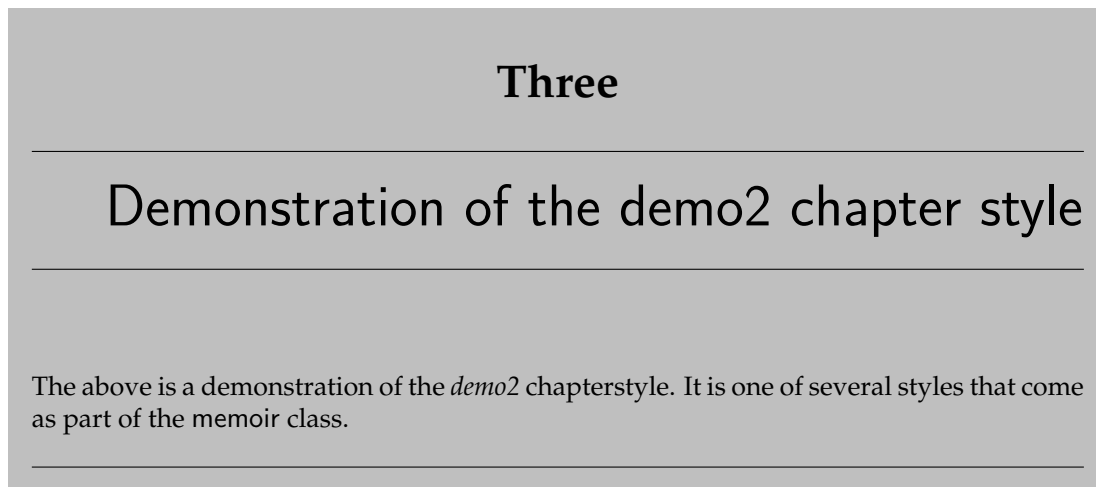 Three
Demonstration of the demo2 chapter style
The above is a demonstration of the demo2 chapterstyle. It is one of several styles that come
as part of the memoir class.